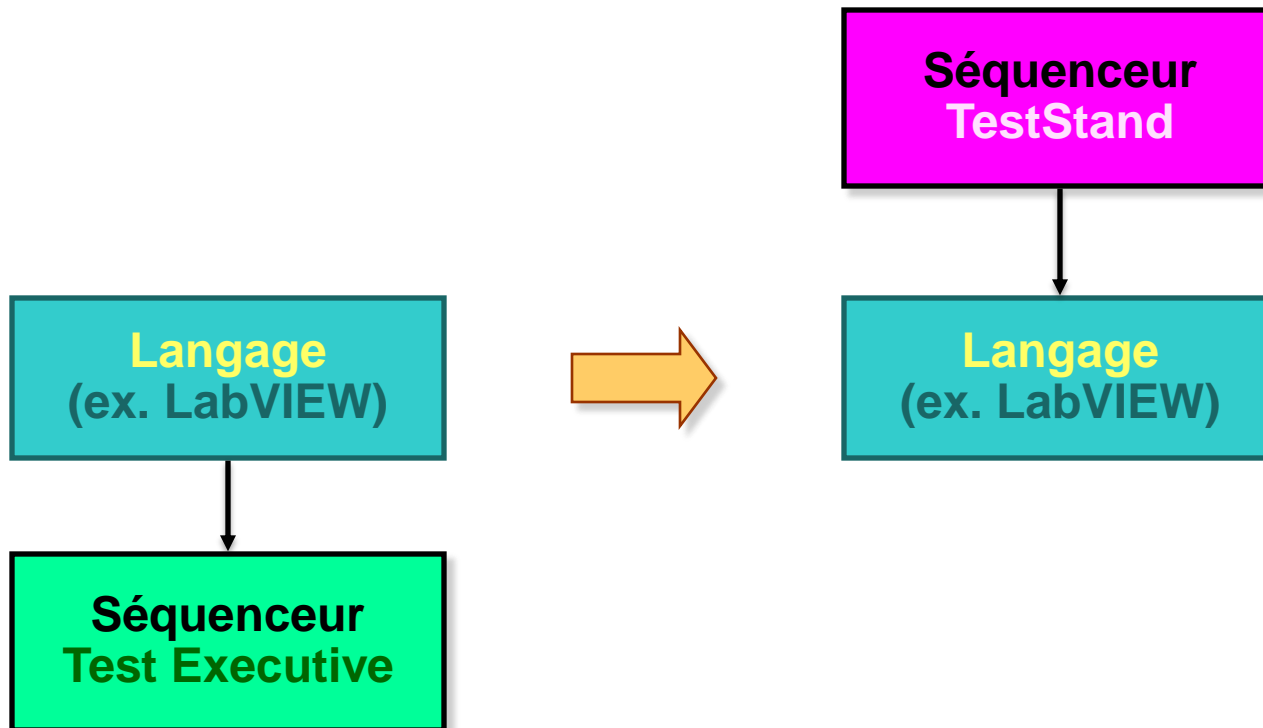 Séquenceur
TestStand
Langage
(ex. LabVIEW)
Langage
(ex. LabVIEW)
Séquenceur
Test Executive